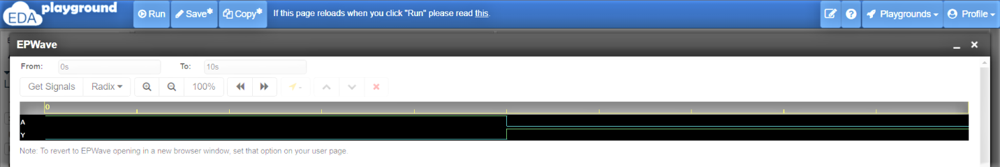 EDA playground Run Save* Copy* If this page reloads when you click "Run" please read this. Playgrounds Profile
EPWave
From: 0s To: 10s
Get Signals Radix 100% -
0
A
Y
Note: To revert to EPWave opening in a new browser window, set that option on your user page.